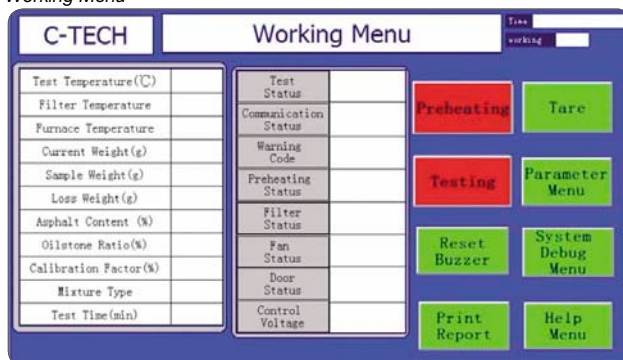 Working Menu
C-TECH
Working Menu
Time
working
Test Temperature(℃)
Filter Temperature
Furnace Temperature
Current Weight(g)
Sample Weight(g)
Loss Weight(g)
Asphalt Content (%)
Oilstone Ratio(%)
Calibration Factor(%)
Mixture Type
Test Time(min)
Test
Status
Communication
Status
Warning
Code
Preheating
Status
Filter
Status
Fan
Status
Door
Status
Control
Voltage
Preheating
Tare
Testing
Parameter
Menu
Reset
Buzzer
System
Debug
Menu
Print
Report
Help
Menu